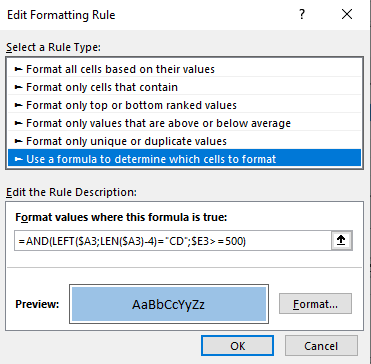 Edit Formatting Rule ? ×
Select a Rule Type:
► Format all cells based on their values
► Format only cells that contain
► Format only top or bottom ranked values
► Format only values that are above or below average
► Format only unique or duplicate values
► Use a formula to determine which cells to format
Edit the Rule Description:
Format values where this formula is true:
=AND(LEFT($A3;LEN($A3)-4)="CD";$E3>=500)
Preview: AaBbCcYyZz Format...
OK Cancel